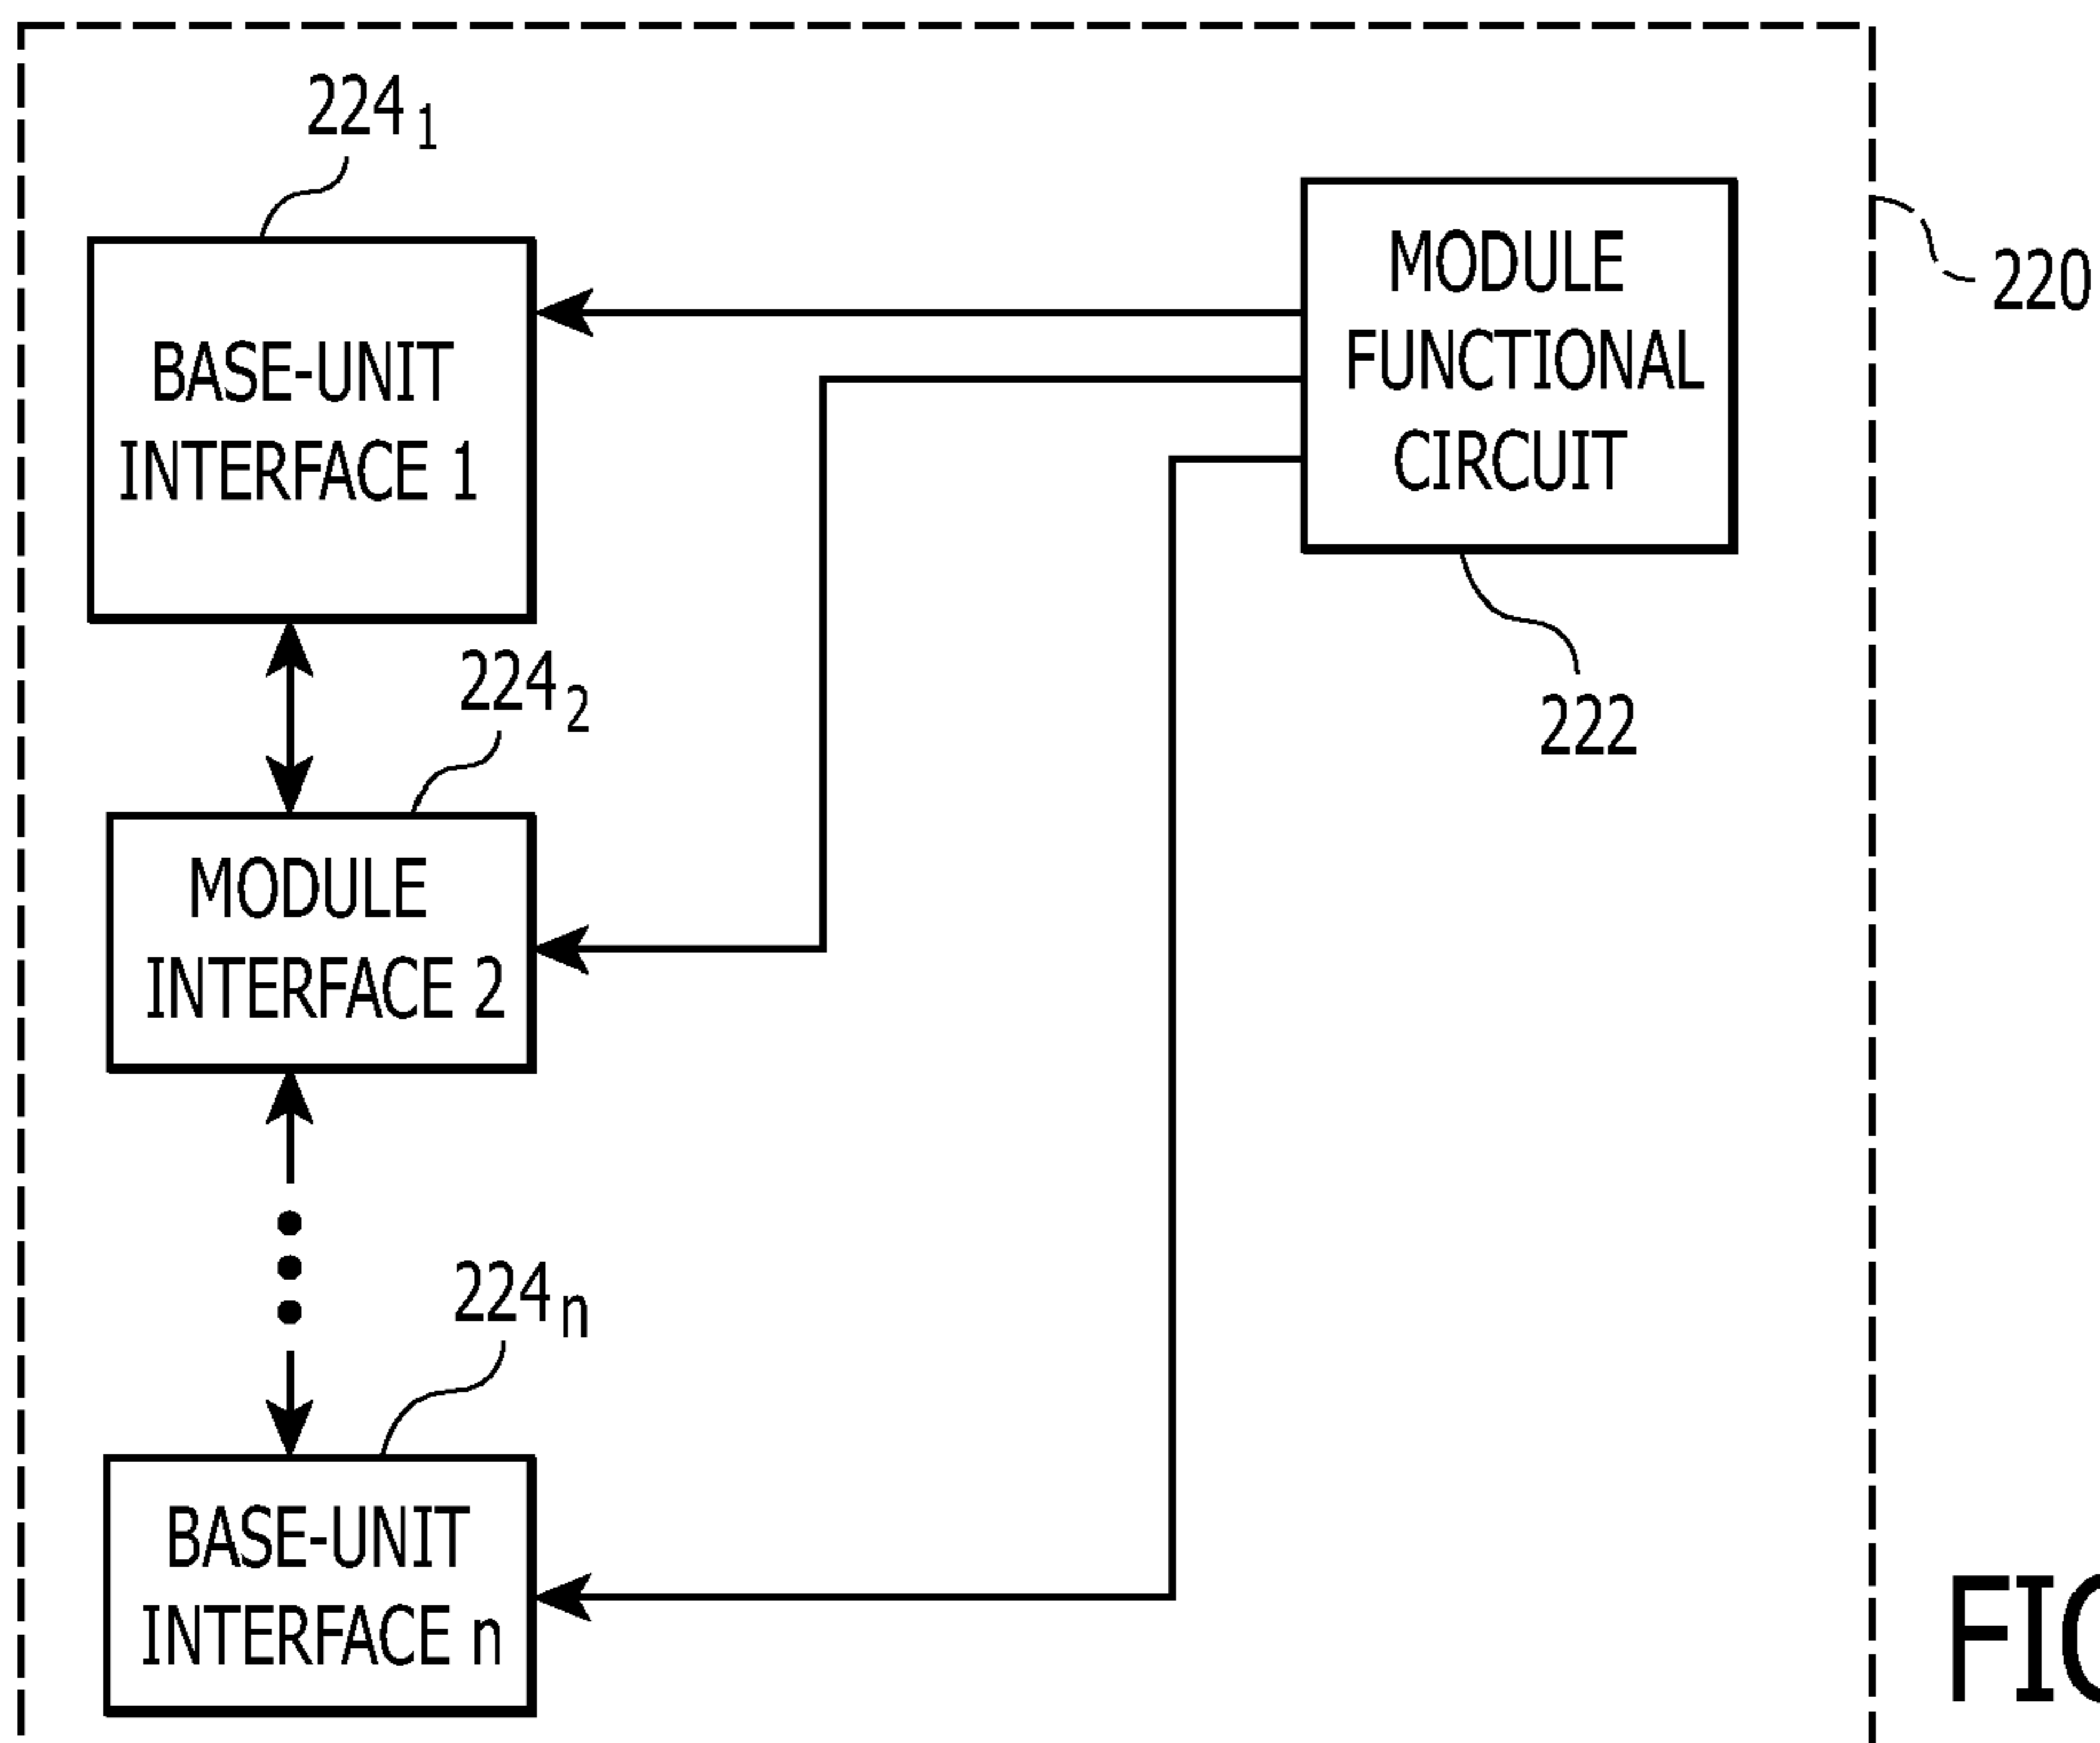 224₁
BASE-UNIT
INTERFACE 1
MODULE
FUNCTIONAL
CIRCUIT
220
222
224₂
MODULE
INTERFACE 2
224ₙ
BASE-UNIT
INTERFACE n